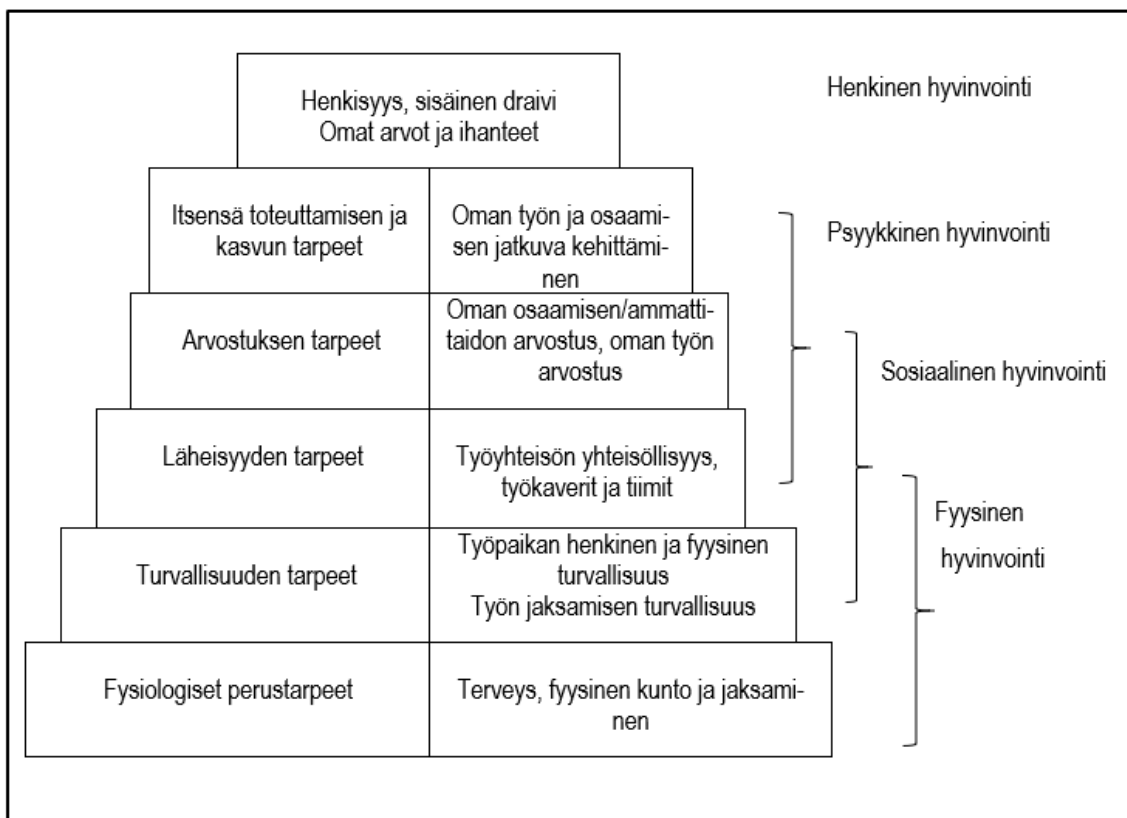 Henkisyys, sisäinen draivi
Omat arvot ja ihanteet
Henkinen hyvinvointi
Itsensä toteuttamisen ja
kasvun tarpeet
Oman työn ja osaami-
sen jatkuva kehittämi-
nen
Psyykkinen hyvinvointi
Arvostuksen tarpeet
Oman osaamisen/ammatti-
taidon arvostus, oman työn
arvostus
Sosiaalinen hyvinvointi
Läheisyyden tarpeet
Työyhteisön yhteisöllisyys,
työkaverit ja tiimit
Fyysinen
hyvinvointi
Turvallisuuden tarpeet
Työpaikan henkinen ja fyysinen
turvallisuus
Työn jaksamisen turvallisuus
Fysiologiset perustarpeet
Terveys, fyysinen kunto ja jaksami-
nen